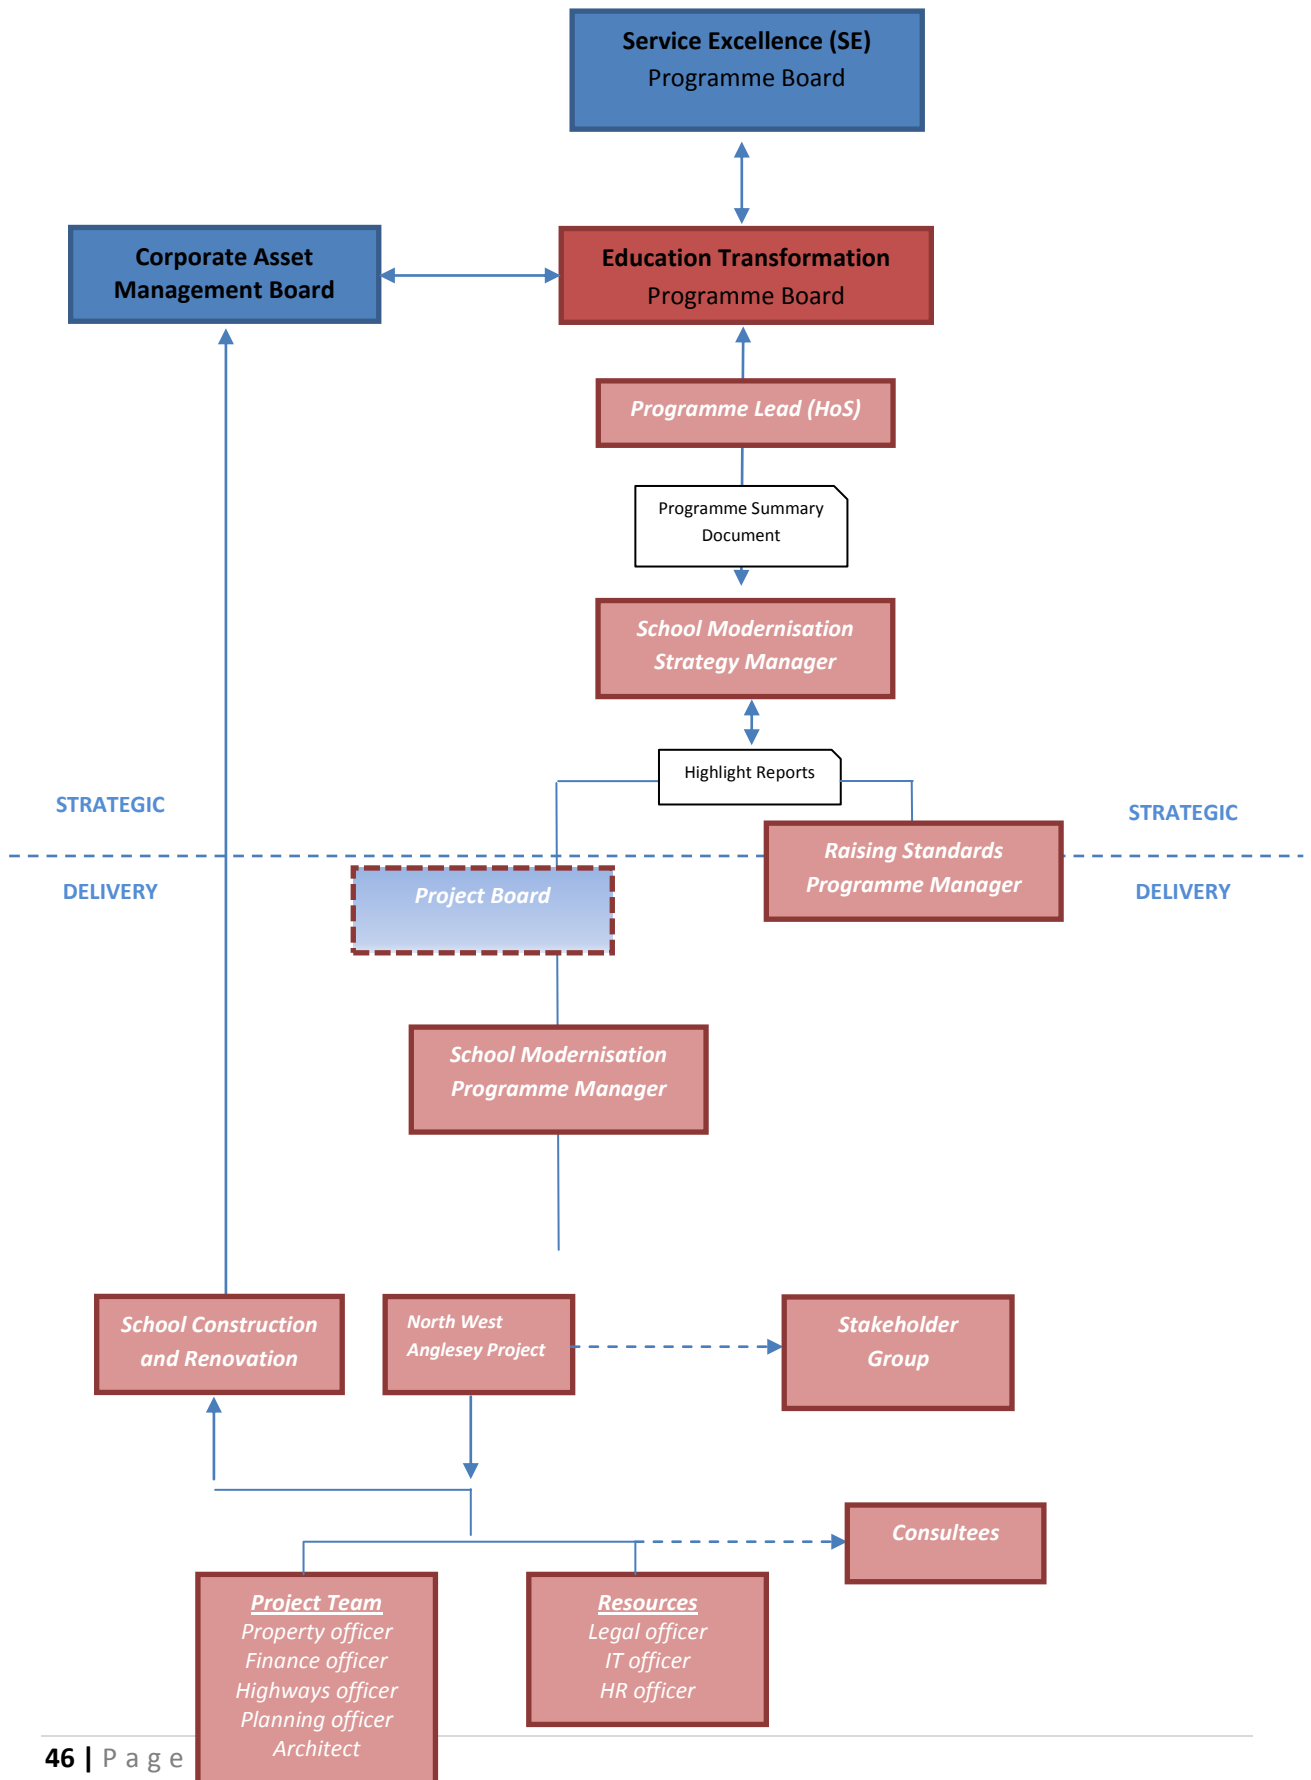 Service Excellence (SE)
Programme Board
Corporate Asset
Management Board
Education Transformation
Programme Board
Programme Lead (HoS)
Programme Summary
Document
School Modernisation
Strategy Manager
Highlight Reports
STRATEGIC
STRATEGIC
Raising Standards
Programme Manager
DELIVERY
DELIVERY
Project Board
School Modernisation
Programme Manager
School Construction
and Renovation
North West
Anglesey Project
Stakeholder
Group
Consultees
Project Team
Property officer
Finance officer
Highways officer
Planning officer
Architect
Resources
Legal officer
IT officer
HR officer
46 | P a g e